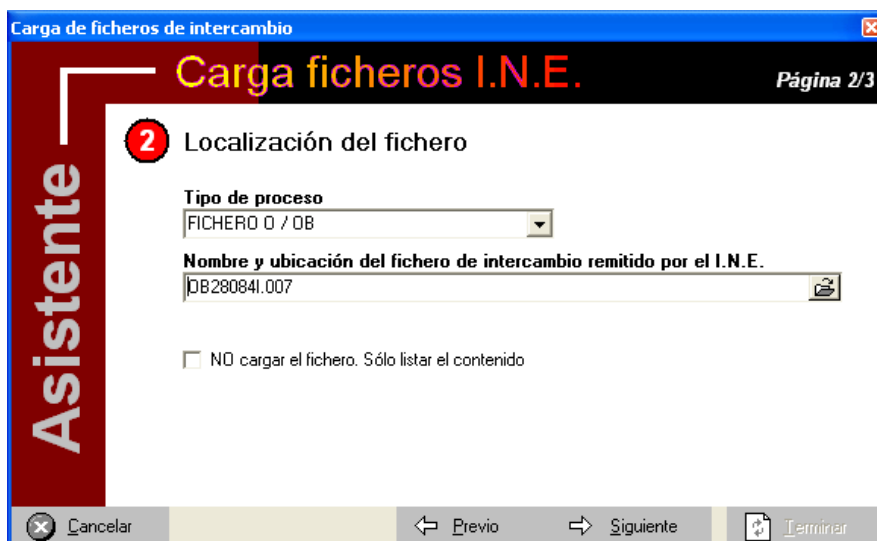 Carga de ficheros de intercambio
Carga ficheros I.N.E.
Página 2/3
Asistente
2 Localización del fichero
Tipo de proceso
FICHERO O / OB
Nombre y ubicación del fichero de intercambio remitido por el I.N.E.
OB28084I.007
NO cargar el fichero. Sólo listar el contenido
Cancelar Previo Siguiente Terminar